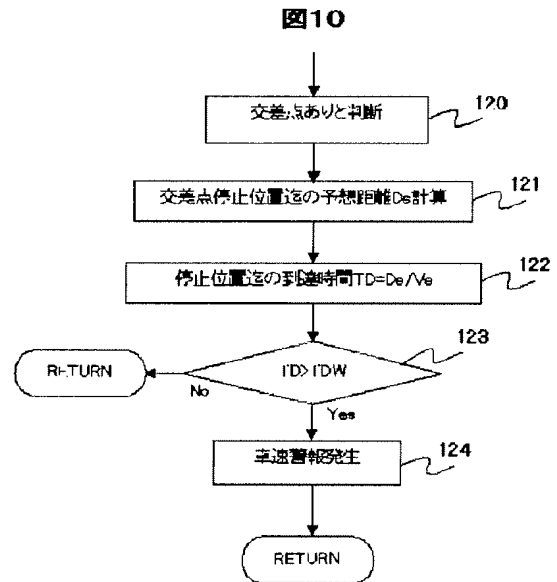 図10
交差点ありと判断
120
交差点停止位置迄の予想距離Ds計算
121
停止位置迄の到達時間TD=Ds/Ve
122
TD>TDW
123
RETURN
No
Yes
車速警報発生
124
RETURN